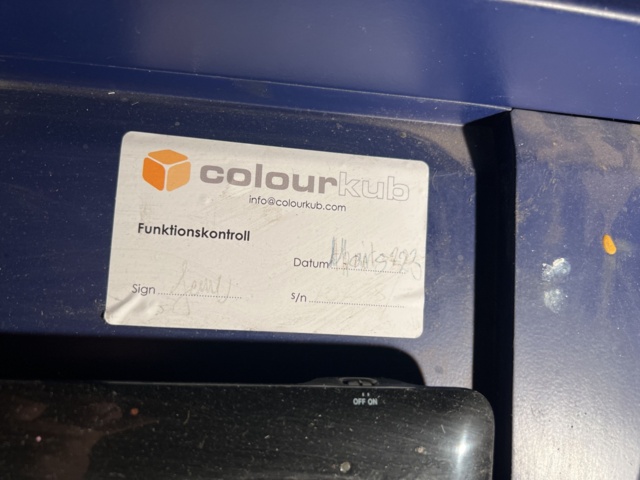 colourkub
info@colourkub.com
Funktionskontroll
Datum
Sign
s/n
OFF ON